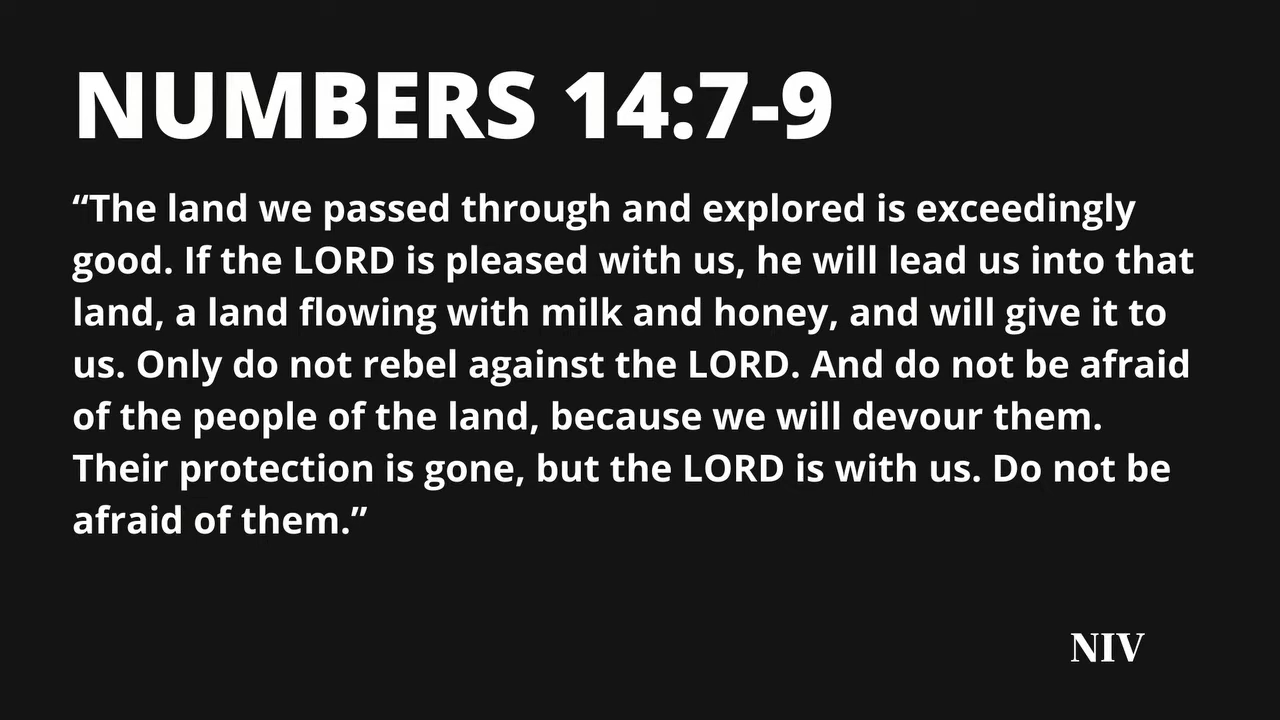 NUMBERS 14:7-9
“The land we passed through and explored is exceedingly
good. If the LORD is pleased with us, he will lead us into that
land, a land flowing with milk and honey, and will give it to
us. Only do not rebel against the LORD. And do not be afraid
of the people of the land, because we will devour them.
Their protection is gone, but the LORD is with us. Do not be
afraid of them.”
NIV